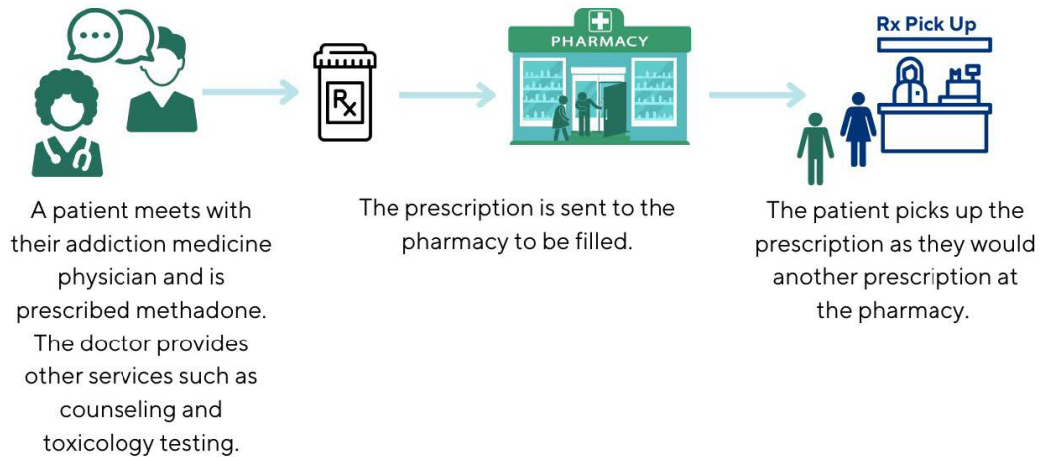 Rx
PHARMACY
Rx Pick Up
A patient meets with
their addiction medicine
physician and is
prescribed methadone.
The doctor provides
other services such as
counseling and
toxicology testing.
The prescription is sent to the
pharmacy to be filled.
The patient picks up the
prescription as they would
another prescription at
the pharmacy.